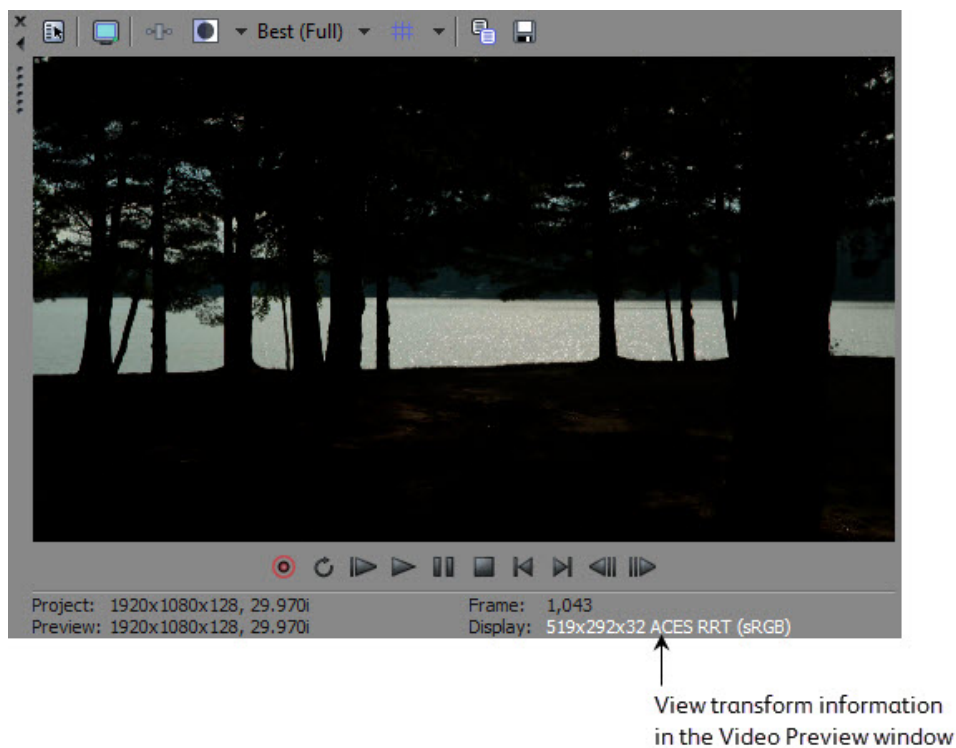 Best (Full)
Project: 1920x1080x128, 29.970i
Frame: 1,043
Preview: 1920x1080x128, 29.970i
Display: 519x292x32 ACES RRT (sRGB)
View transform information
in the Video Preview window